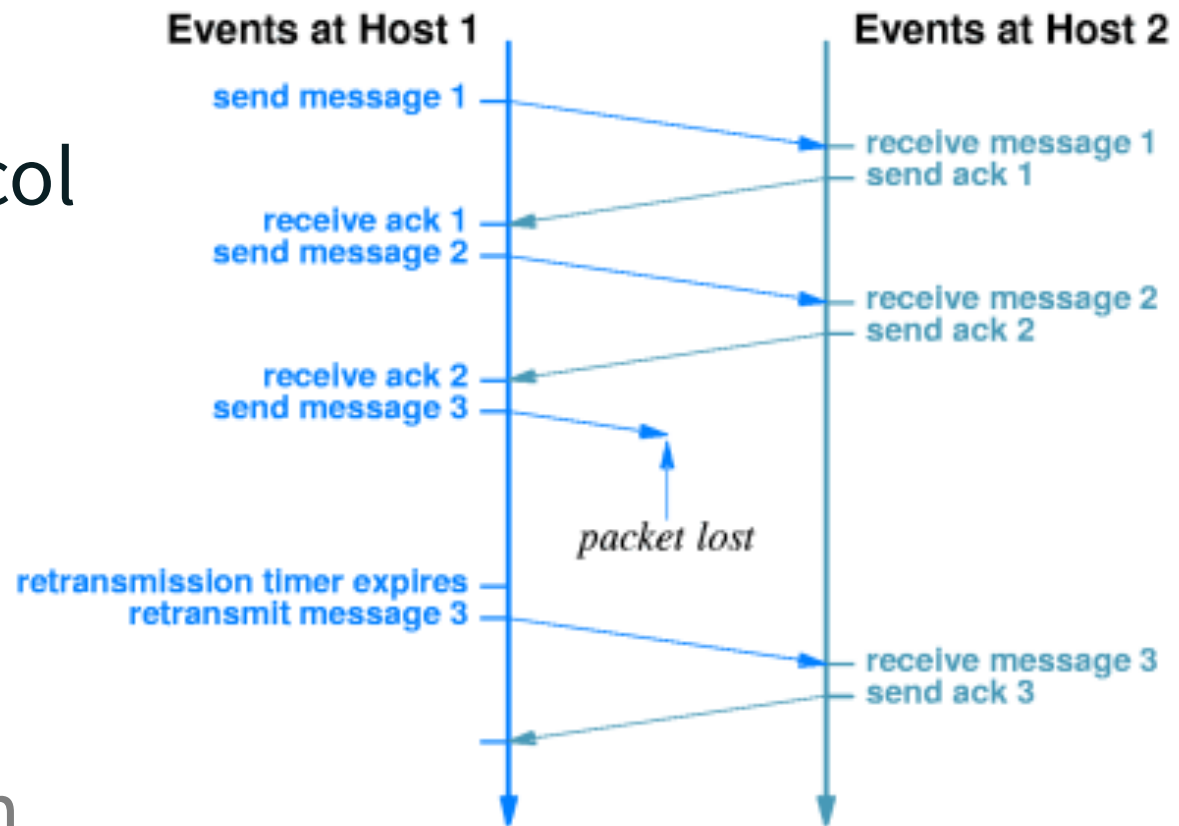 Events at Host 1
Events at Host 2
send message 1
receive message 1
col
send ack 1
receive ack 1
send message 2
receive message 2
send ack 2
receive ack 2
send message 3
packet lost
retransmission timer expires
retransmit message 3
receive message 3
send ack 3
n